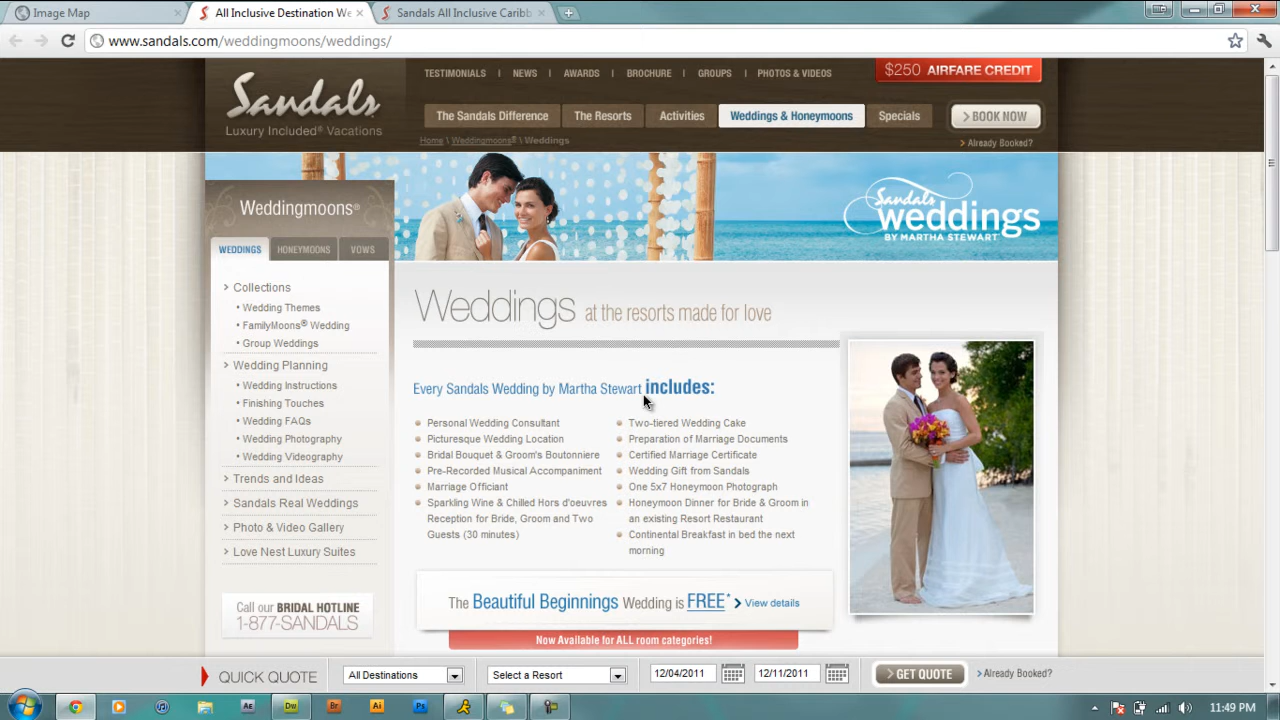 Image Map
All Inclusive Destination We
Sandals All Inclusive Caribb
www.sandals.com/weddingmoons/weddings/
Sandals
Luxury Included® Vacations
TESTIMONIALS | NEWS | AWARDS | BROCHURE | GROUPS | PHOTOS & VIDEOS
$250 AIRFARE CREDIT
The Sandals Difference
The Resorts
Activities
Weddings & Honeymoons
Specials
> BOOK NOW
Home \ Weddingmoons® \ Weddings
> Already Booked?
Sandals
weddings
BY MARTHA STEWART
Weddingmoons®
WEDDINGS
HONEYMOONS
VOWS
> Collections
• Wedding Themes
• FamilyMoons® Wedding
• Group Weddings
> Wedding Planning
• Wedding Instructions
• Finishing Touches
• Wedding FAQs
• Wedding Photography
• Wedding Videography
> Trends and Ideas
> Sandals Real Weddings
> Photo & Video Gallery
> Love Nest Luxury Suites
Call our BRIDAL HOTLINE
1-877-SANDALS
Weddings at the resorts made for love
Every Sandals Wedding by Martha Stewart includes:
Personal Wedding Consultant
Picturesque Wedding Location
Bridal Bouquet & Groom's Boutonniere
Pre-Recorded Musical Accompaniment
Marriage Officiant
Sparkling Wine & Chilled Hors d'oeuvres
Reception for Bride, Groom and Two
Guests (30 minutes)
Two-tiered Wedding Cake
Preparation of Marriage Documents
Certified Marriage Certificate
Wedding Gift from Sandals
One 5x7 Honeymoon Photograph
Honeymoon Dinner for Bride & Groom in
an existing Resort Restaurant
Continental Breakfast in bed the next
morning
The Beautiful Beginnings Wedding is FREE* > View details
Now Available for ALL room categories!
QUICK QUOTE
All Destinations
Select a Resort
12/04/2011
12/11/2011
> GET QUOTE
> Already Booked?
Ae
Dw
Br
Ai
Ps
11:49 PM